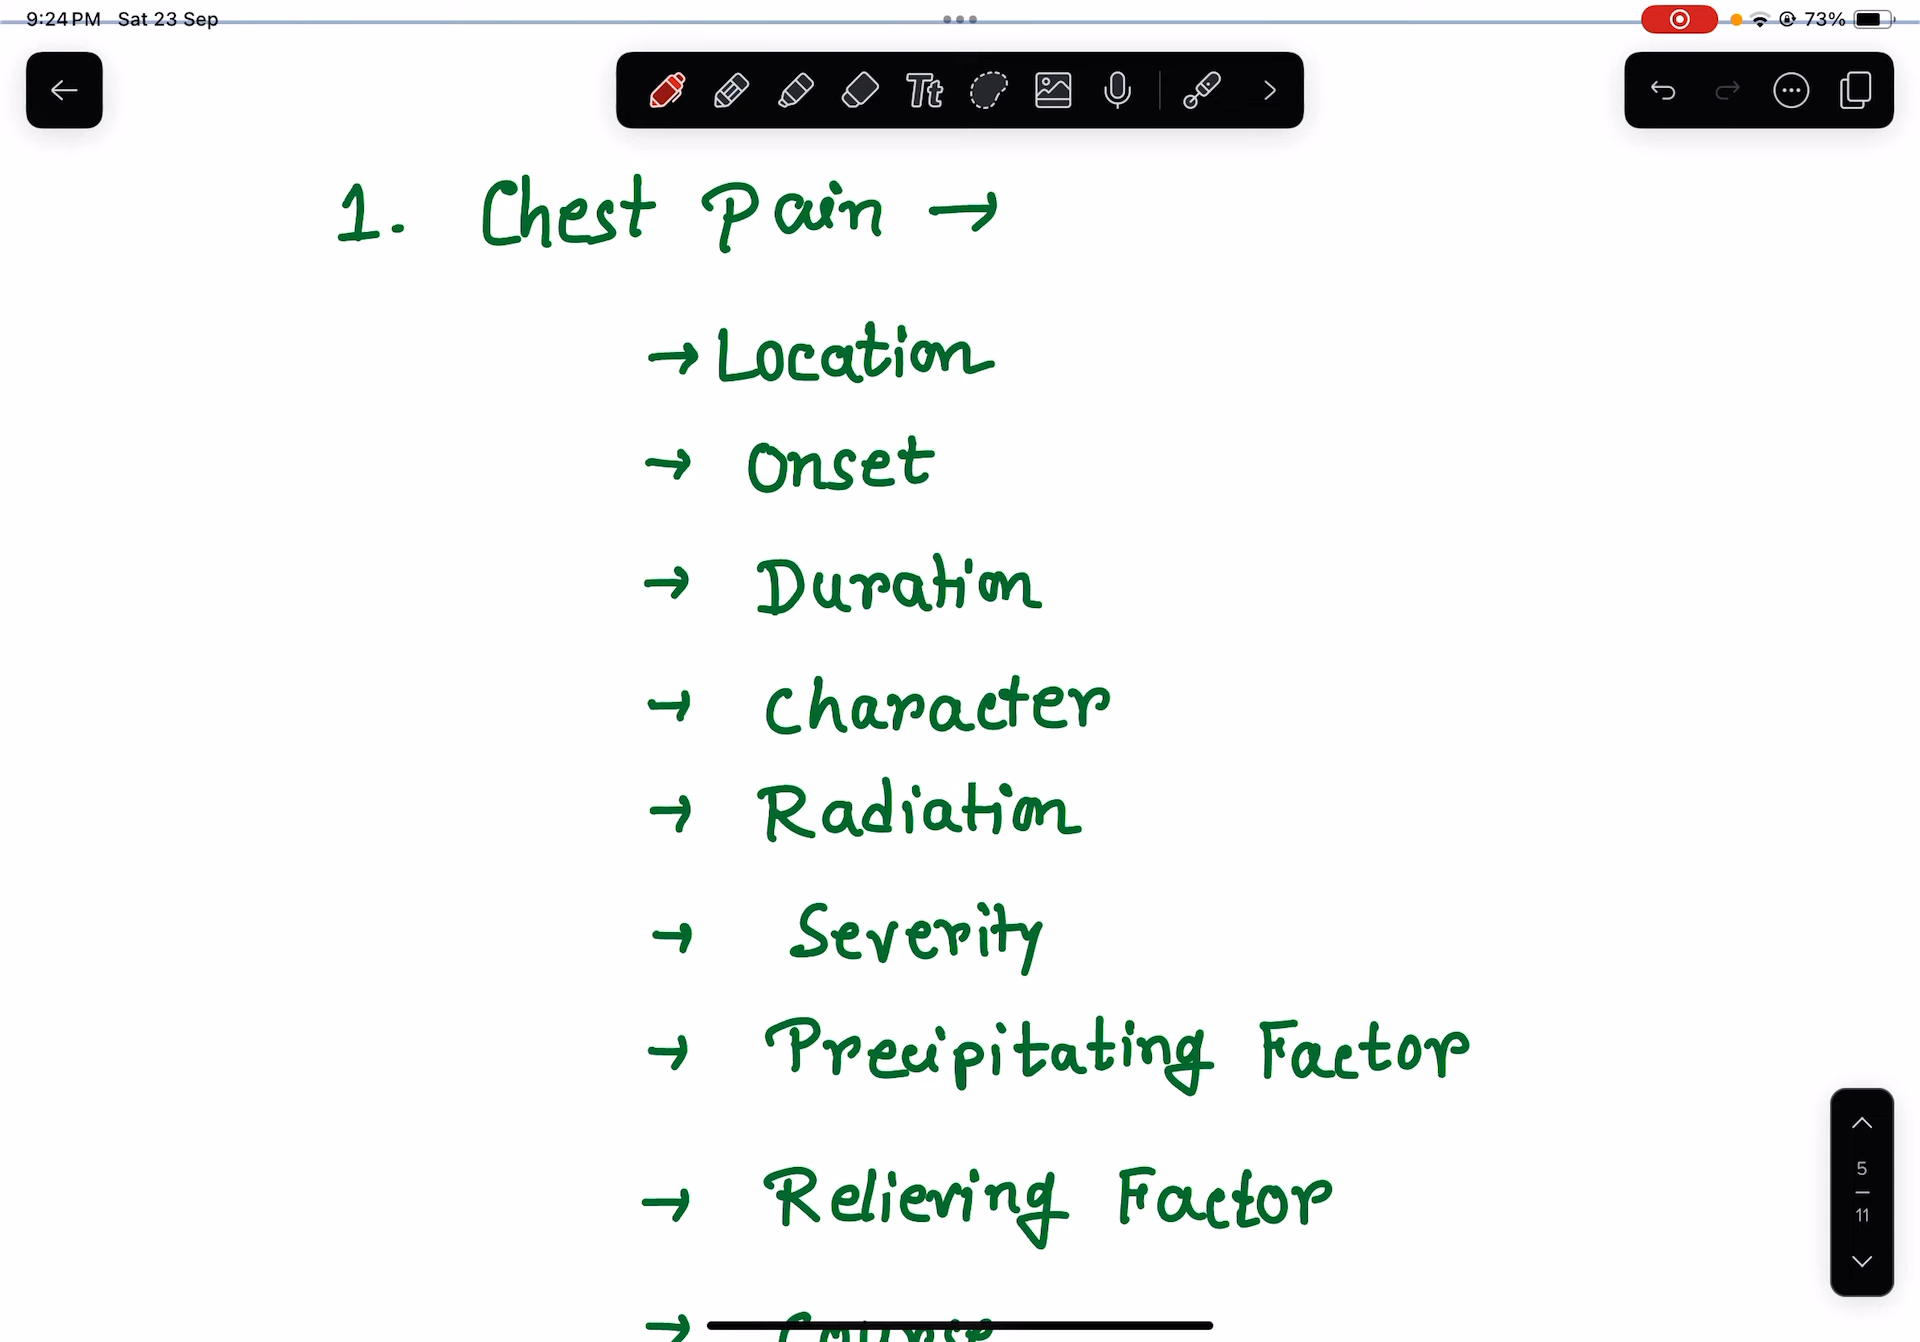 9:24 PM Sat 23 Sep
73%
Tt
1. Chest Pain →
→ Location
→ Onset
→ Duration
→ Character
→ Radiation
→ Severity
→ Precipitating Factor
→ Relieving Factor
5
11